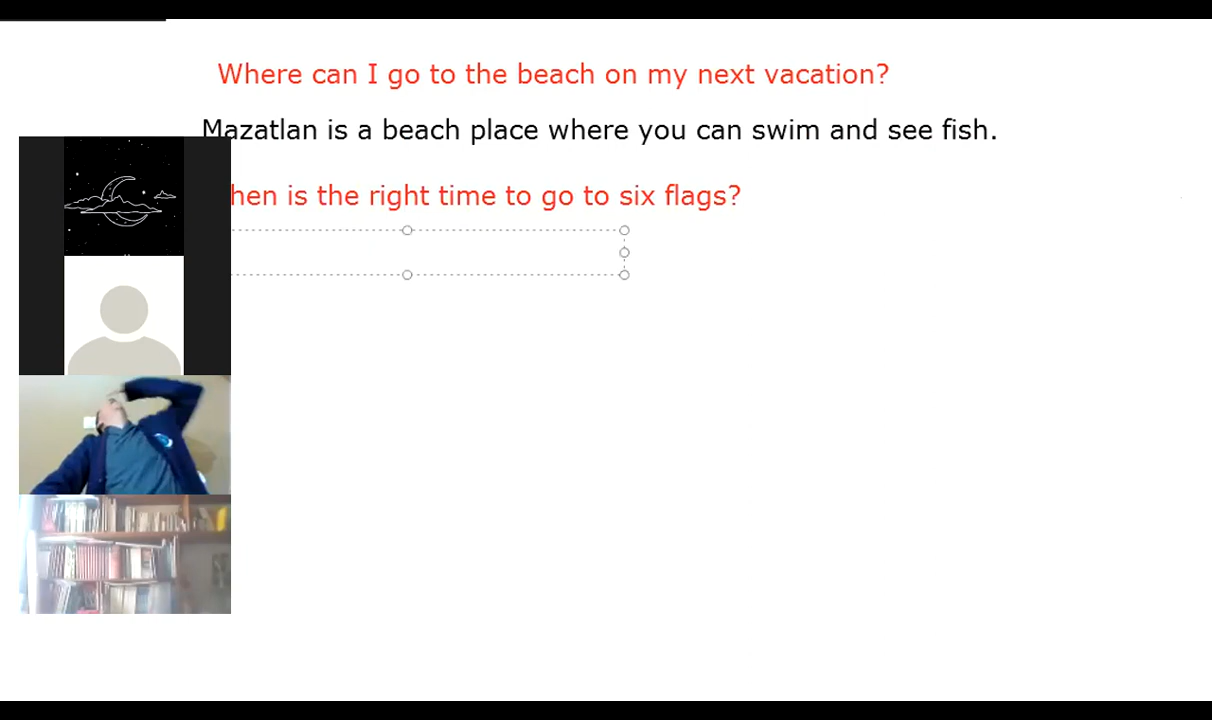 Where can I go to the beach on my next vacation?
Mazatlan is a beach place where you can swim and see fish.
hen is the right time to go to six flags?